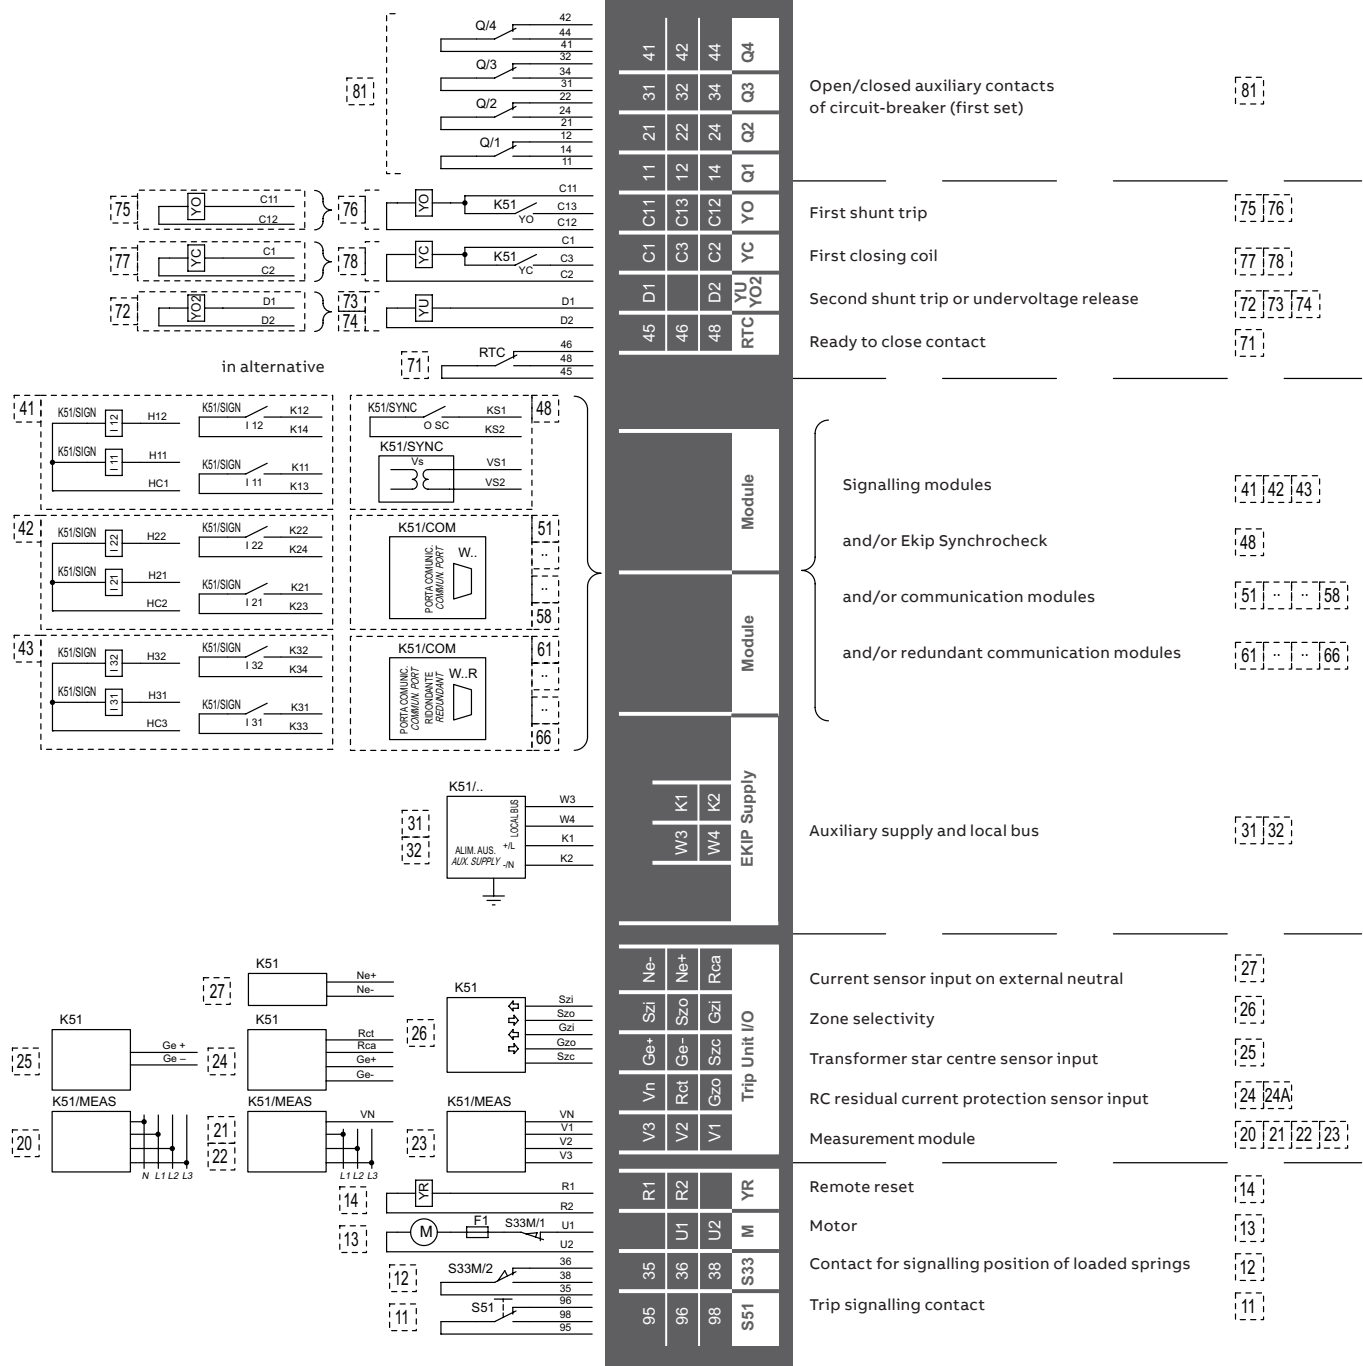 Q/4
42
44
41
Q/3
32
34
31
Q/2
22
24
21
Q/1
12
14
11
81
41 42 44 Q4
31 32 34 Q3
21 22 24 Q2
11 12 14 Q1
Open/closed auxiliary contacts
of circuit-breaker (first set)
81
75
YO
C11
C12
76
YO
K51
YO
C11
C13
C12
C11 C13 C12 YO
First shunt trip
75 76
77
YC
C1
C2
78
YC
K51
YC
C1
C3
C2
C1 C3 C2 YC
First closing coil
77 78
72
YO2
D1
D2
73
74
YU
D1
D2
D1 D2 YU
YO2
Second shunt trip or undervoltage release
72 73 74
in alternative
71
RTC
46
48
45
45 46 48 RTC
Ready to close contact
71
41
K51/SIGN
I 12
H12
K51/SIGN
I 11
H11
HC1
K51/SIGN
I 12
K12
K14
K51/SIGN
I 11
K11
K13
K51/SYNC
O SC
KS1
KS2
48
K51/SYNC
Vs
VS1
VS2
42
K51/SIGN
I 22
H22
K51/SIGN
I 21
H21
HC2
K51/SIGN
I 22
K22
K24
K51/SIGN
I 21
K21
K23
K51/COM
PORTA COMUNIC.
COMMUN. PORT
W..
51
..
..
58
43
K51/SIGN
I 32
H32
K51/SIGN
I 31
H31
HC3
K51/SIGN
I 32
K32
K34
K51/SIGN
I 31
K31
K33
K51/COM
PORTA COMUNIC.
COMMUN. PORT
RIDONDANTE
REDUNDANT
W..R
61
..
..
66
Module
Module
Signalling modules
41 42 43
and/or Ekip Synchrocheck
48
and/or communication modules
51 .. .. 58
and/or redundant communication modules
61 .. .. 66
31
32
K51/..
LOCAL BUS
ALIM. AUS.
AUX. SUPPLY
+/L
-/N
W3
W4
K1
K2
K1 K2
W3 W4
EKIP Supply
Auxiliary supply and local bus
31 32
27
K51
Ne+
Ne-
25
K51
Ge +
Ge –
24
K51
Rct
Rca
Ge+
Ge-
26
K51
Szi
Szo
Gzi
Gzo
Szc
20
K51/MEAS
N L1 L2 L3
21
22
K51/MEAS
VN
L1 L2 L3
23
K51/MEAS
VN
V1
V2
V3
Ne- Ne+ Rca
Szi Szo Gzi
Ge+ Ge- Szc
Vn Rct Gzo
V3 V2 V1
Trip Unit I/O
Current sensor input on external neutral
27
Zone selectivity
26
Transformer star centre sensor input
25
RC residual current protection sensor input
24 24A
Measurement module
20 21 22 23
14
YR
R1
R2
R1 R2 YR
Remote reset
14
13
M
F1
S33M/1
U1
U2
U1 U2 M
Motor
13
12
S33M/2
36
38
35
35 36 38 S33
Contact for signalling position of loaded springs
12
11
S51
96
98
95
95 96 98 S51
Trip signalling contact
11